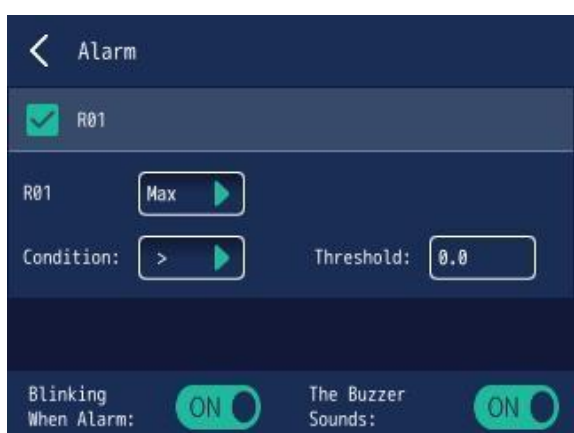 Alarm
R01
R01 Max
Condition: > Threshold: 0.0
Blinking When Alarm: ON The Buzzer Sounds: ON